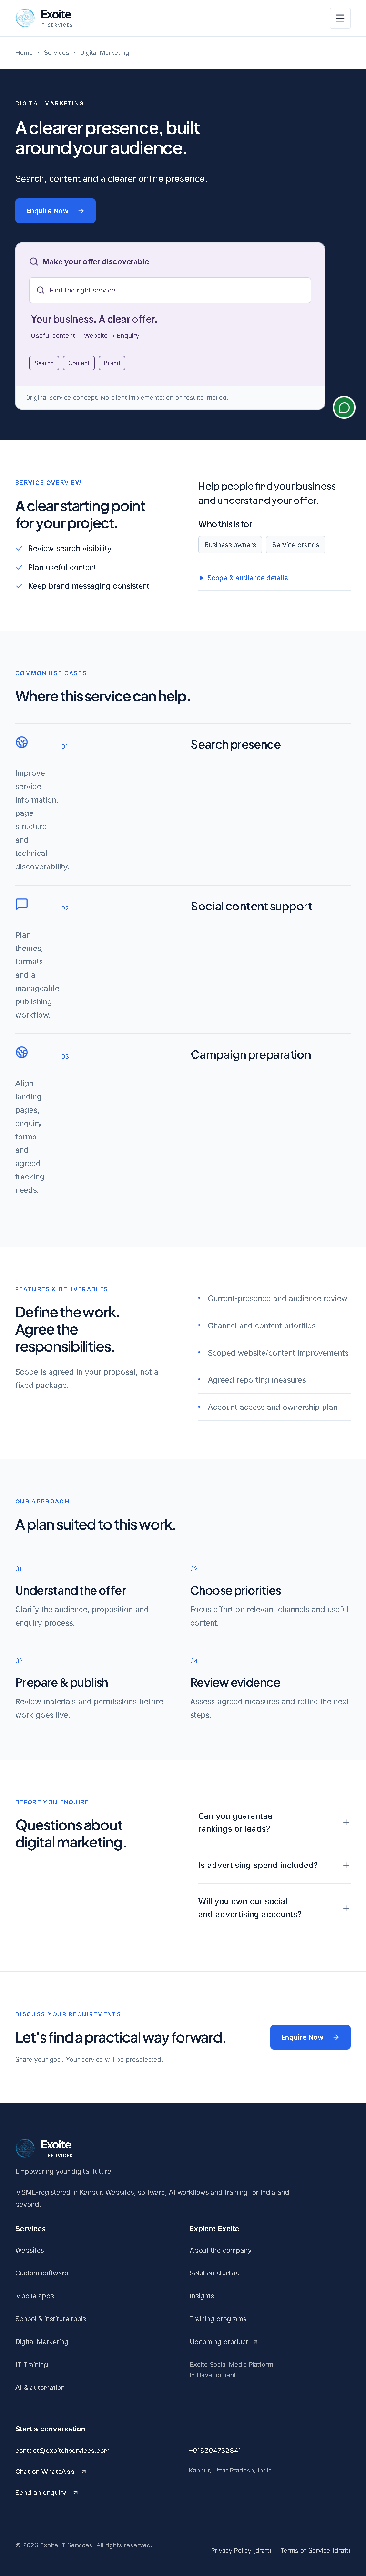 Exoite
IT SERVICES
Home / Services / Digital Marketing
DIGITAL MARKETING
A clearer presence, built
around your audience.
Search, content and a clearer online presence.
Enquire Now →
Make your offer discoverable
Find the right service
Your business. A clear offer.
Useful content → Website → Enquiry
Search
Content
Brand
Original service concept. No client implementation or results implied.
SERVICE OVERVIEW
A clear starting point
for your project.
Review search visibility
Plan useful content
Keep brand messaging consistent
Help people find your business
and understand your offer.
Who this is for
Business owners
Service brands
Scope & audience details
COMMON USE CASES
Where this service can help.
01
Search presence
Improve
service
information,
page
structure
and
technical
discoverability.
02
Social content support
Plan
themes,
formats
and a
manageable
publishing
workflow.
03
Campaign preparation
Align
landing
pages,
enquiry
forms
and
agreed
tracking
needs.
FEATURES & DELIVERABLES
Define the work.
Agree the
responsibilities.
Scope is agreed in your proposal, not a
fixed package.
• Current-presence and audience review
• Channel and content priorities
• Scoped website/content improvements
• Agreed reporting measures
• Account access and ownership plan
OUR APPROACH
A plan suited to this work.
01
Understand the offer
Clarify the audience, proposition and
enquiry process.
02
Choose priorities
Focus effort on relevant channels and useful
content.
03
Prepare & publish
Review materials and permissions before
work goes live.
04
Review evidence
Assess agreed measures and refine the next
steps.
BEFORE YOU ENQUIRE
Questions about
digital marketing.
Can you guarantee
rankings or leads?
Is advertising spend included?
Will you own our social
and advertising accounts?
DISCUSS YOUR REQUIREMENTS
Let's find a practical way forward.
Share your goal. Your service will be preselected.
Enquire Now →
Exoite
IT SERVICES
Empowering your digital future
MSME-registered in Kanpur. Websites, software, AI workflows and training for India and
beyond.
Services
Websites
Custom software
Mobile apps
School & institute tools
Digital Marketing
IT Training
AI & automation
Explore Exoite
About the company
Solution studies
Insights
Training programs
Upcoming product ↗
Exoite Social Media Platform
In Development
Start a conversation
contact@exoiteitservices.com
Chat on WhatsApp ↗
Send an enquiry ↗
+916394732841
Kanpur, Uttar Pradesh, India
© 2026 Exoite IT Services. All rights reserved.
Privacy Policy (draft)
Terms of Service (draft)